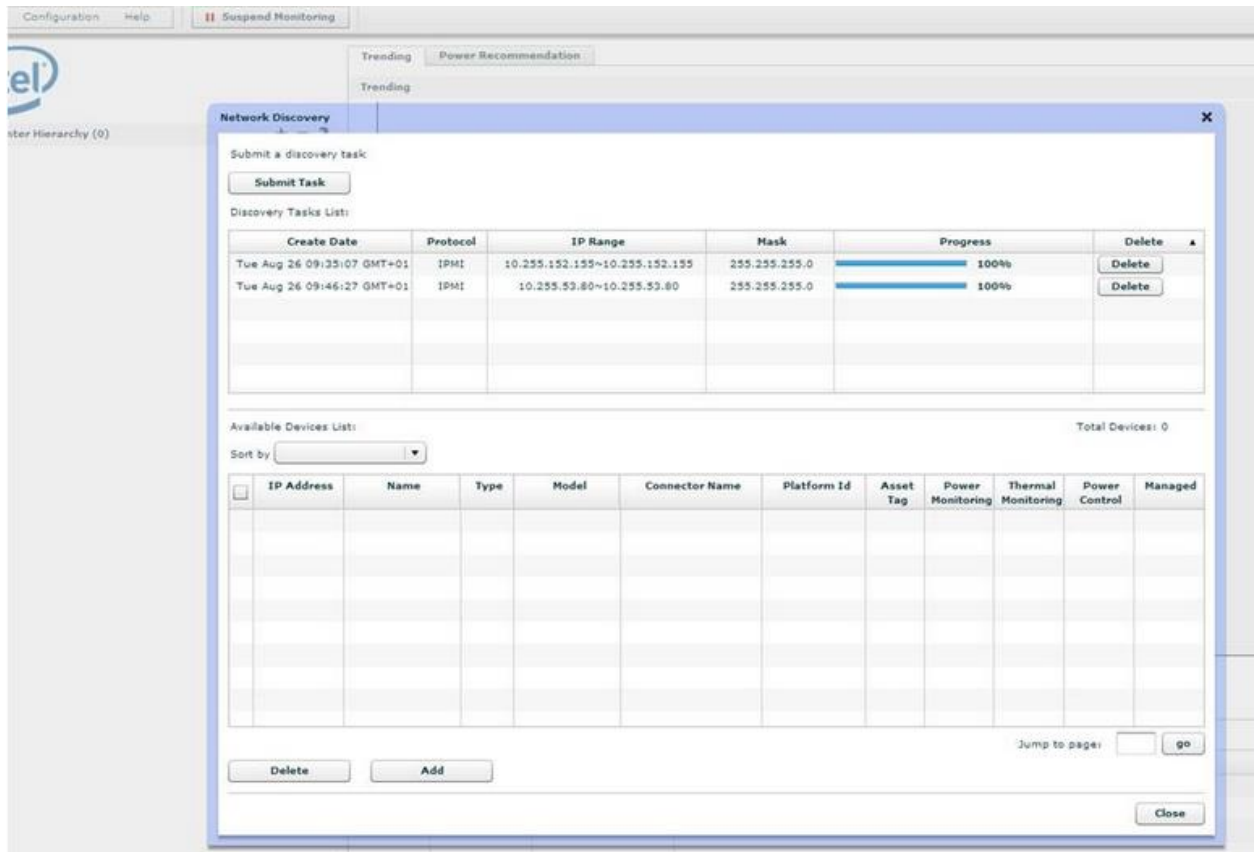 Configuration Help Suspend Monitoring
Trending Power Recommendation
Trending
Network Discovery
Submit a discovery task
Submit Task
Discovery Tasks List:
Create Date Protocol IP Range Mask Progress Delete
Tue Aug 26 09:35:07 GMT+01 IPMI 10.255.152.155~10.255.152.155 255.255.255.0 100% Delete
Tue Aug 26 09:46:27 GMT+01 IPMI 10.255.53.80~10.255.53.80 255.255.255.0 100% Delete
Available Devices List: Total Devices: 0
Sort by
IP Address Name Type Model Connector Name Platform Id Asset Tag Power Monitoring Thermal Monitoring Power Control Managed
Jump to page: go
Delete Add
Close
tel
nter Hierarchy (0)